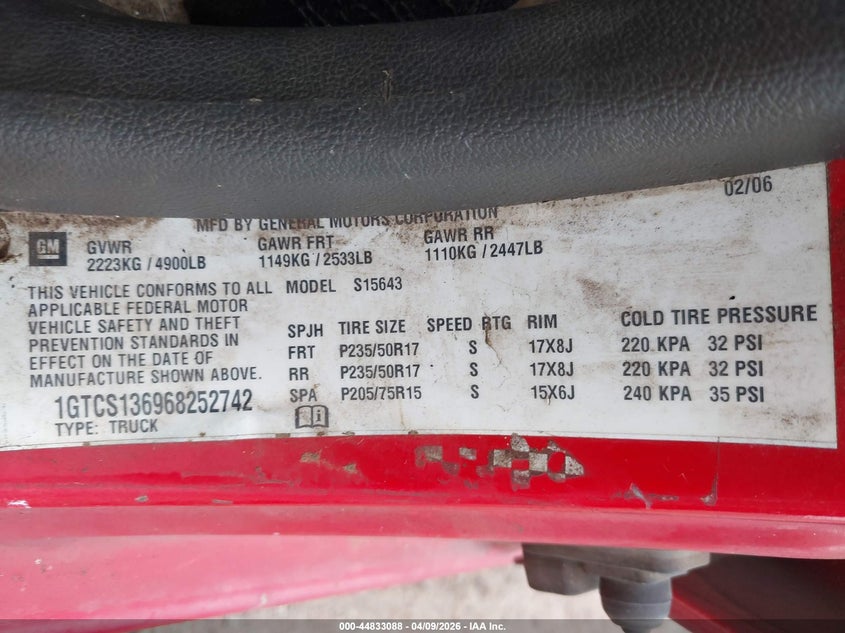 02/06
MFD BY GENERAL MOTORS CORPORATION
GM
GVWR GAWR FRT GAWR RR
2223KG / 4900LB 1149KG / 2533LB 1110KG / 2447LB
THIS VEHICLE CONFORMS TO ALL
APPLICABLE FEDERAL MOTOR
VEHICLE SAFETY AND THEFT
PREVENTION STANDARDS IN
EFFECT ON THE DATE OF
MANUFACTURE SHOWN ABOVE.
MODEL S15643
SPJH TIRE SIZE SPEED RTG RIM COLD TIRE PRESSURE
FRT P235/50R17 S 17X8J 220 KPA 32 PSI
RR P235/50R17 S 17X8J 220 KPA 32 PSI
SPA P205/75R15 S 15X6J 240 KPA 35 PSI
1GTCS136968252742
TYPE: TRUCK
000-44833088 - 04/09/2026 - IAA Inc.